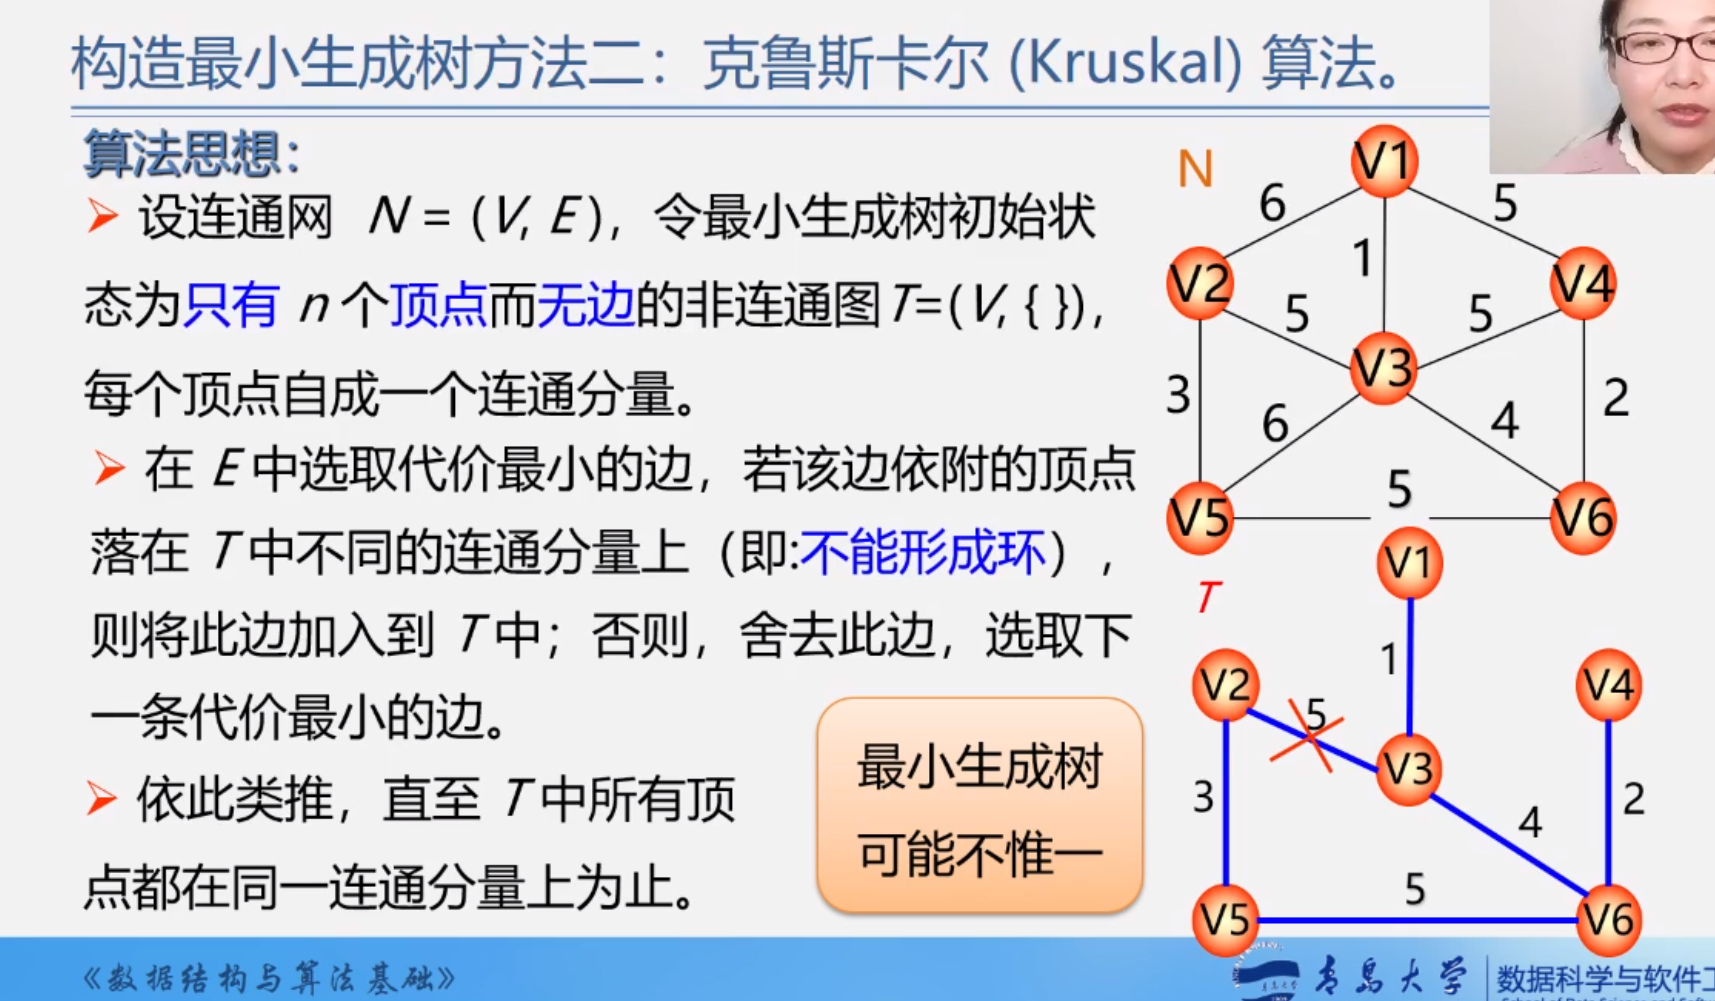 构造最小生成树方法二：克鲁斯卡尔 (Kruskal) 算法。
算法思想：
设连通网 N = (V, E )，令最小生成树初始状
态为只有 n 个顶点而无边的非连通图 T=(V, { })，
每个顶点自成一个连通分量。
在 E 中选取代价最小的边，若该边依附的顶点
落在 T 中不同的连通分量上（即:不能形成环），
则将此边加入到 T 中；否则，舍去此边，选取下
一条代价最小的边。
依此类推，直至 T 中所有顶
点都在同一连通分量上为止。
最小生成树
可能不惟一
N
V1
6
5
V2
1
V4
5
5
V3
3
6
4
2
V5
5
V6
T
V1
1
V2
5
V4
V3
3
4
2
V5
5
V6
《数据结构与算法基础》
青岛大学
数据科学与软件工